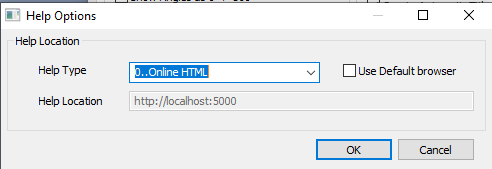 Help Options
Help Location
Help Type
0..Online HTML
Use Default browser
Help Location
http://localhost:5000
OK
Cancel